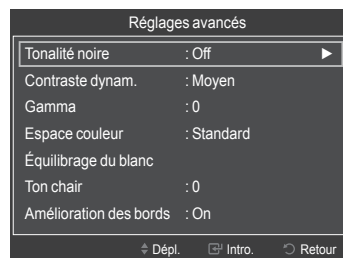 Réglages avancés
Tonalité noire : Off ►
Contraste dynam. : Moyen
Gamma : 0
Espace couleur : Standard
Équilibrage du blanc
Ton chair : 0
Amélioration des bords : On
Dépl. Intro. Retour